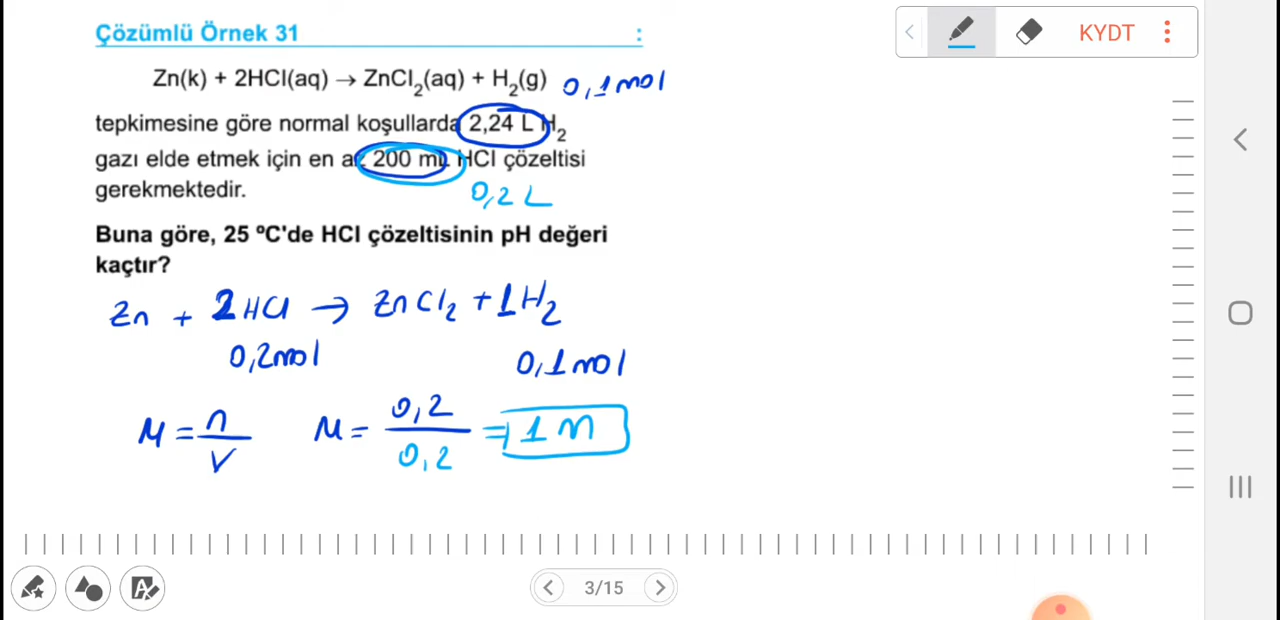 Çözümlü Örnek 31 :
KYDT
Zn(k) + 2HCl(aq) → ZnCl₂(aq) + H₂(g) 0,1mol
tepkimesine göre normal koşullarda 2,24 L H₂
gazı elde etmek için en az 200 mL HCl çözeltisi
gerekmektedir. 0,2 L
Buna göre, 25 ºC'de HCl çözeltisinin pH değeri
kaçtır?
Zn + 2HCl → ZnCl₂ + 1H₂
0,2mol 0,1mol
M = n/V M = 0,2/0,2 = 1 M
3/15